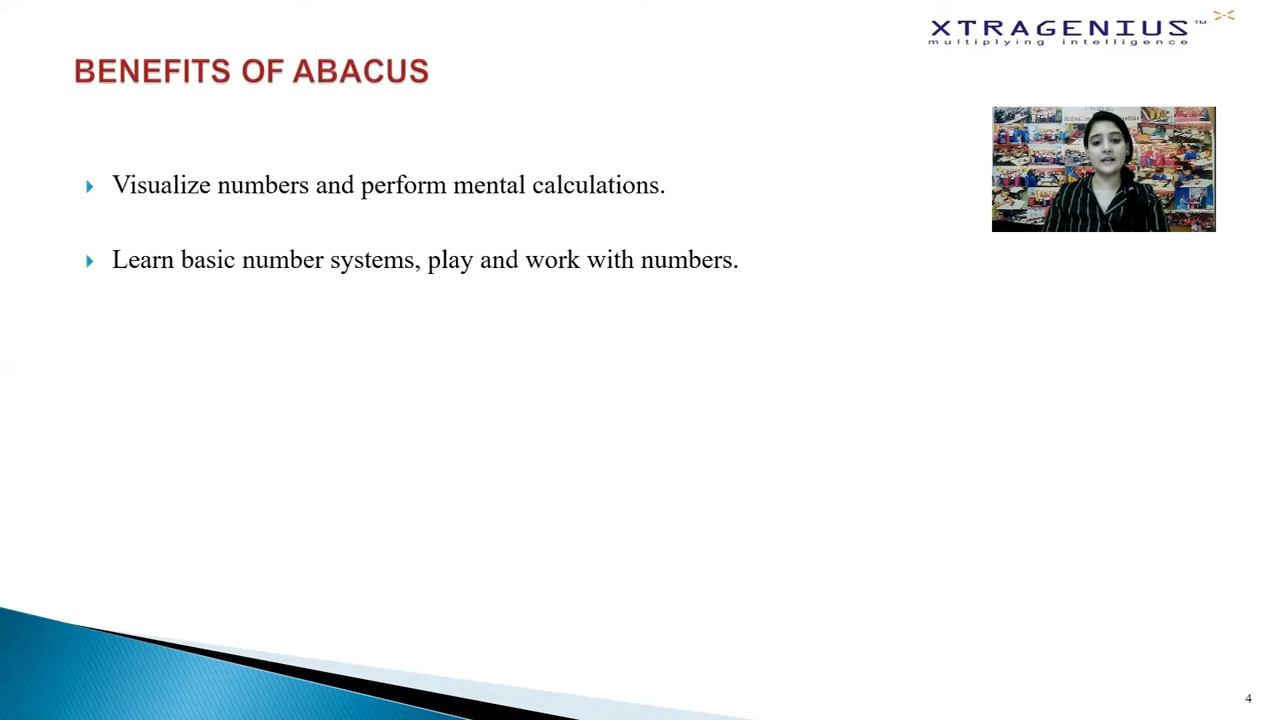 XTRAGENIUS™
multiplying intelligence
BENEFITS OF ABACUS
Visualize numbers and perform mental calculations.
Learn basic number systems, play and work with numbers.
4